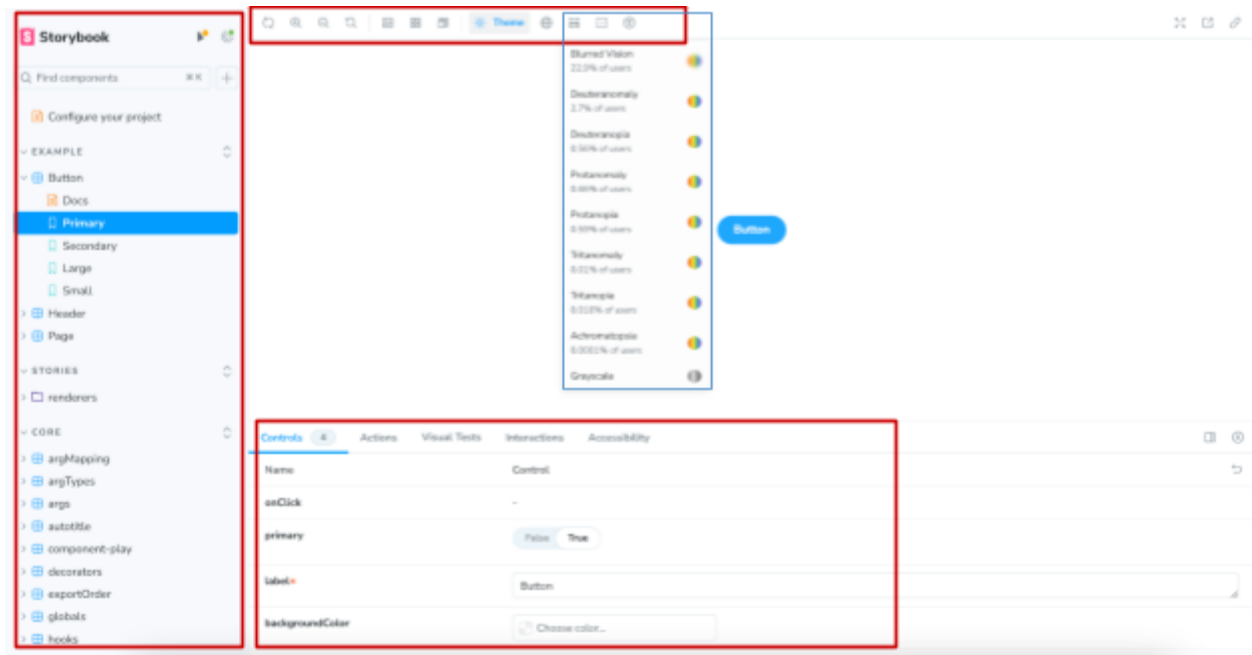 Storybook
Find components
⌘ K
Configure your project
EXAMPLE
Button
Docs
Primary
Secondary
Large
Small
Header
Page
STORIES
renderers
CORE
argMapping
argTypes
args
autotitle
component-play
decorators
exportOrder
globals
hooks
Theme
Blurred Vision
22.9% of users
Deuteranomaly
2.7% of users
Deuteranopia
0.56% of users
Protanomaly
0.66% of users
Protanopia
0.59% of users
Tritanomaly
0.01% of users
Tritanopia
0.016% of users
Achromatopsia
0.0001% of users
Grayscale
Button
Controls 4 Actions Visual Tests Interactions Accessibility
Name Control
onClick -
primary False True
label* Button
backgroundColor Choose color...